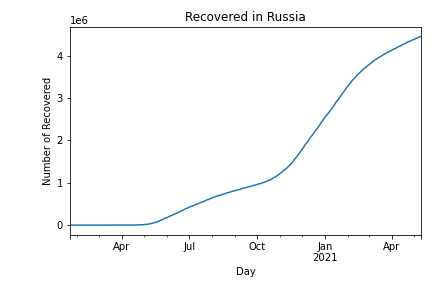 Recovered in Russia
1e6
4
3
2
1
0
Number of Recovered
Apr
Jul
Oct
Jan
2021
Apr
Day